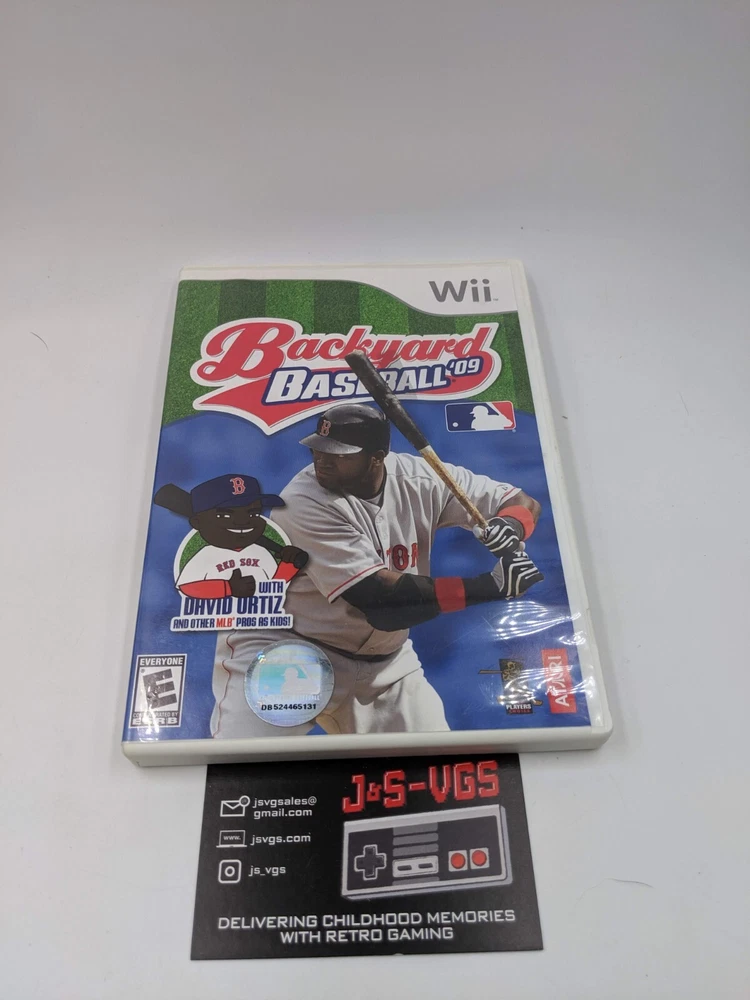 Wii
Backyard
BASEBALL '09
B
B
RED SOX
WITH
DAVID ORTIZ
AND OTHER MLB PROS AS KIDS!
EVERYONE
E
ESRB
DB524465131
PLAYERS
ATARI
J&S-VGS
jsvgsales@
gmail.com
www.
jsvgs.com
js_vgs
DELIVERING CHILDHOOD MEMORIES
WITH RETRO GAMING